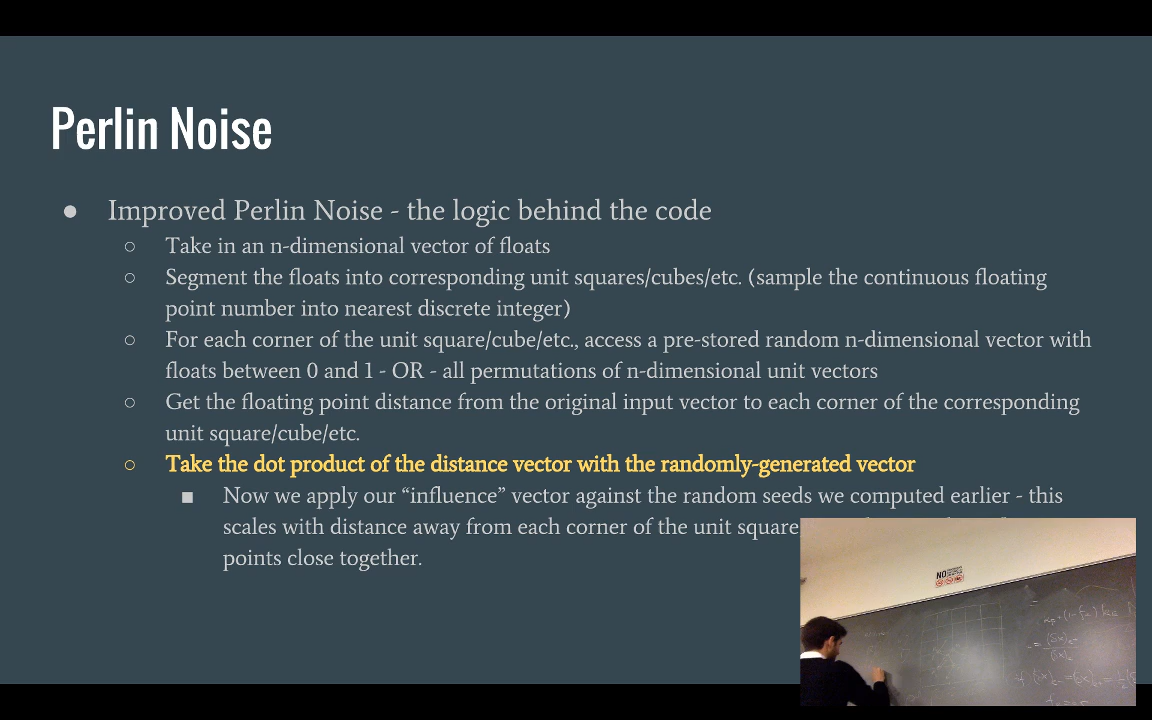 Perlin Noise
● Improved Perlin Noise - the logic behind the code
○ Take in an n-dimensional vector of floats
○ Segment the floats into corresponding unit squares/cubes/etc. (sample the continuous floating
point number into nearest discrete integer)
○ For each corner of the unit square/cube/etc., access a pre-stored random n-dimensional vector with
floats between 0 and 1 - OR - all permutations of n-dimensional unit vectors
○ Get the floating point distance from the original input vector to each corner of the corresponding
unit square/cube/etc.
○ Take the dot product of the distance vector with the randomly-generated vector
■ Now we apply our “influence” vector against the random seeds we computed earlier - this
scales with distance away from each corner of the unit square
points close together.
NO